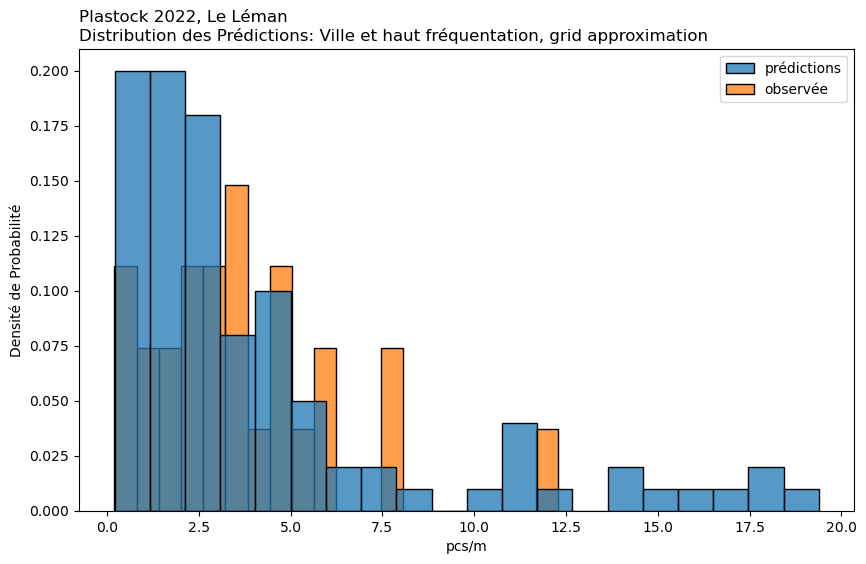 Plastock 2022, Le Léman
Distribution des Prédictions: Ville et haut fréquentation, grid approximation
prédictions
observée
Densité de Probabilité
0.200
0.175
0.150
0.125
0.100
0.075
0.050
0.025
0.000
0.0 2.5 5.0 7.5 10.0 12.5 15.0 17.5 20.0
pcs/m